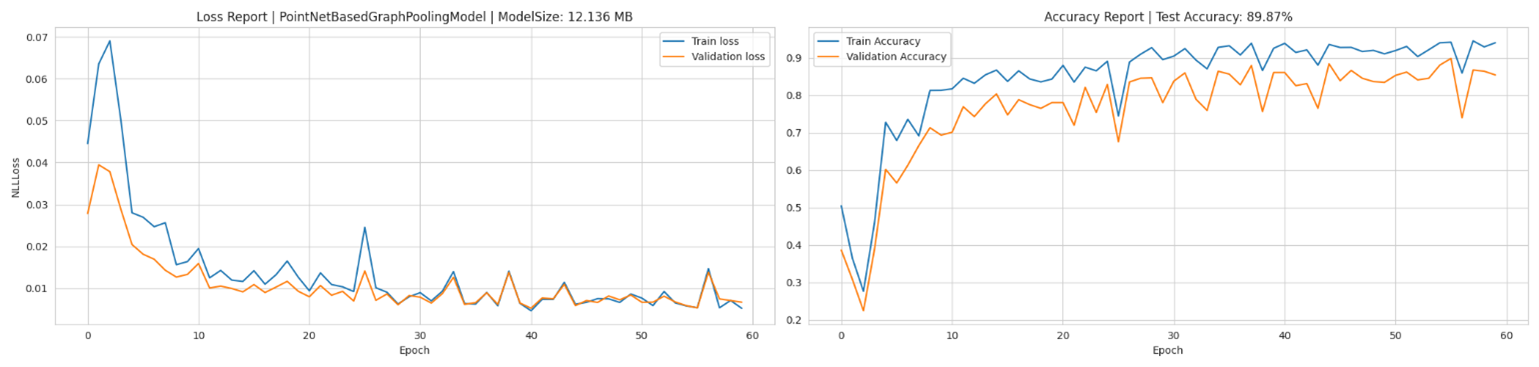 Loss Report | PointNetBasedGraphPoolingModel | ModelSize: 12.136 MB
Train loss
Validation loss
NLLLoss
0.07
0.06
0.05
0.04
0.03
0.02
0.01
0 10 20 30 40 50 60
Epoch
Accuracy Report | Test Accuracy: 89.87%
Train Accuracy
Validation Accuracy
0.9
0.8
0.7
0.6
0.5
0.4
0.3
0.2
0 10 20 30 40 50 60
Epoch